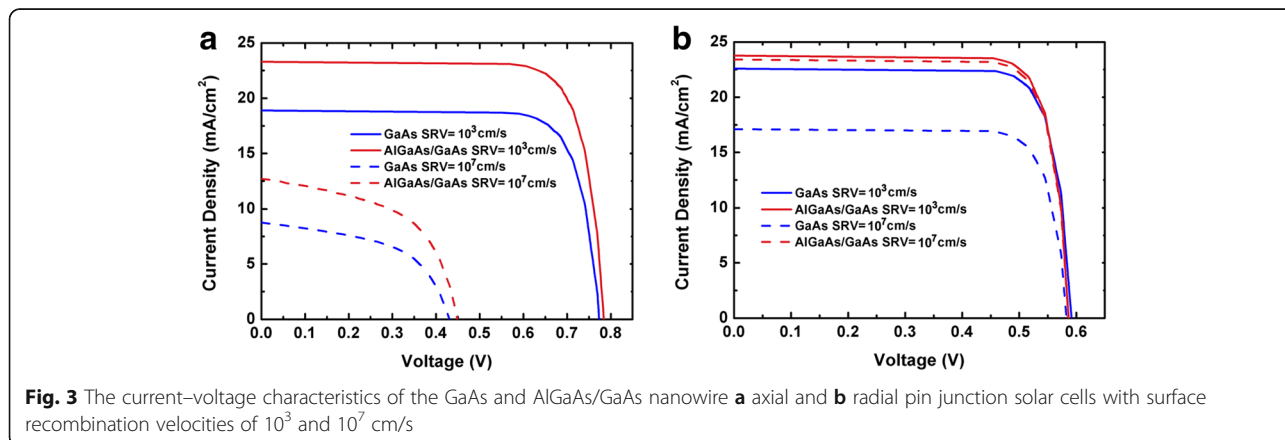 a
25
20
15
10
5
0
0.0 0.1 0.2 0.3 0.4 0.5 0.6 0.7 0.8
Current Density (mA/cm²)
Voltage (V)
GaAs SRV= 10³cm/s
AlGaAs/GaAs SRV= 10³cm/s
GaAs SRV= 10⁷cm/s
AlGaAs/GaAs SRV= 10⁷cm/s
b
25
20
15
10
5
0
0.0 0.1 0.2 0.3 0.4 0.5 0.6
Current Density (mA/cm²)
Voltage (V)
GaAs SRV= 10³cm/s
AlGaAs/GaAs SRV= 10³cm/s
GaAs SRV= 10⁷cm/s
AlGaAs/GaAs SRV= 10⁷cm/s
Fig. 3 The current–voltage characteristics of the GaAs and AlGaAs/GaAs nanowire a axial and b radial pin junction solar cells with surface
recombination velocities of 10³ and 10⁷ cm/s